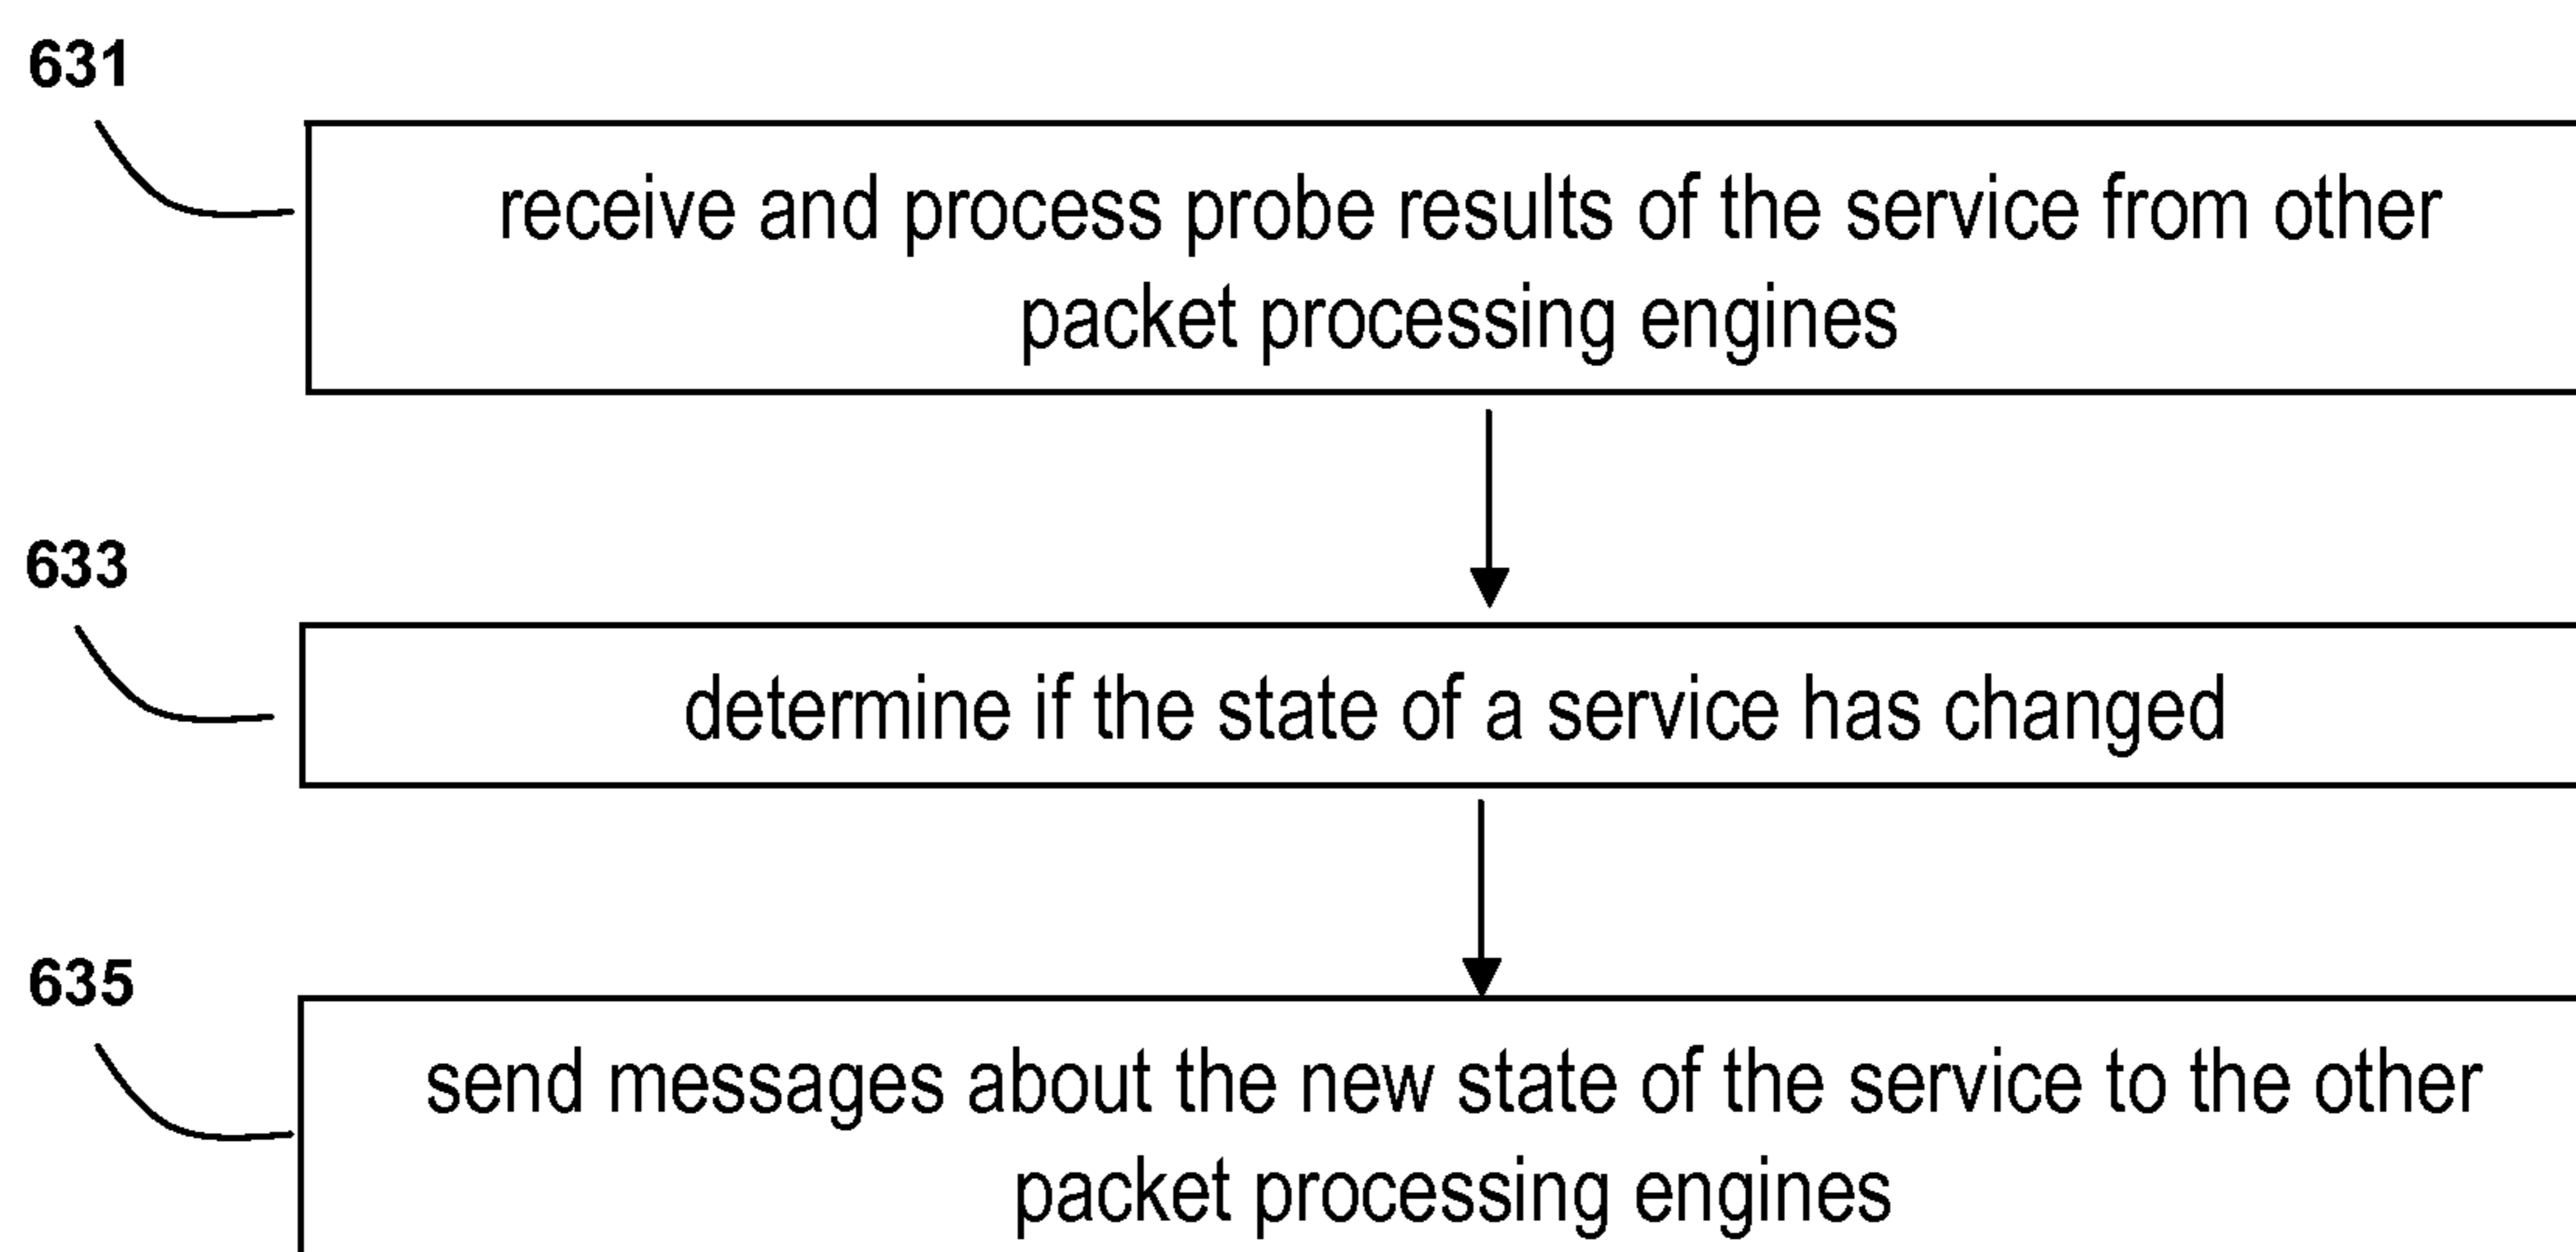 631
receive and process probe results of the service from other
packet processing engines
633
determine if the state of a service has changed
635
send messages about the new state of the service to the other
packet processing engines